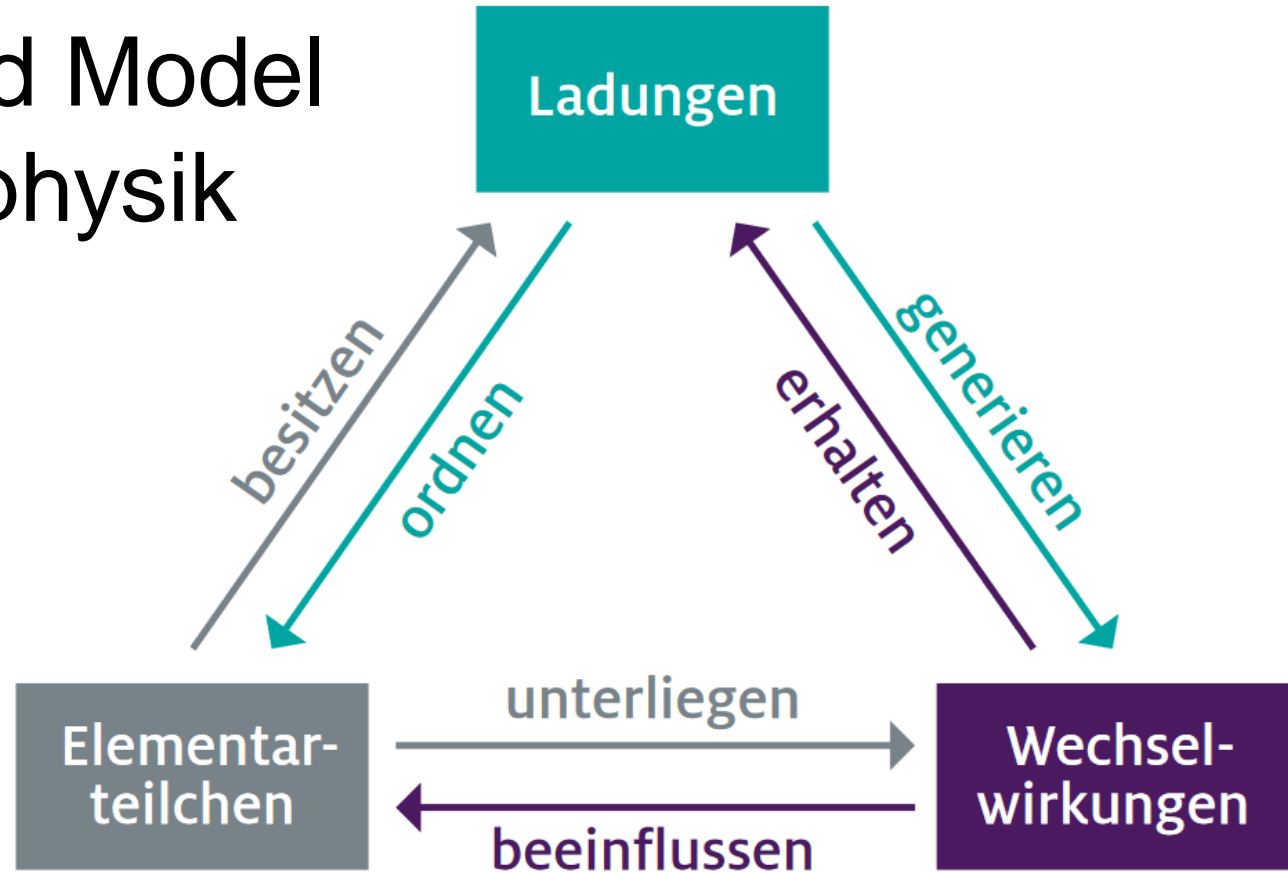 d Model
physik
Ladungen
besitzen
ordnen
erhalten
generieren
Elementar-
teilchen
unterliegen
beeinflussen
Wechsel-
wirkungen